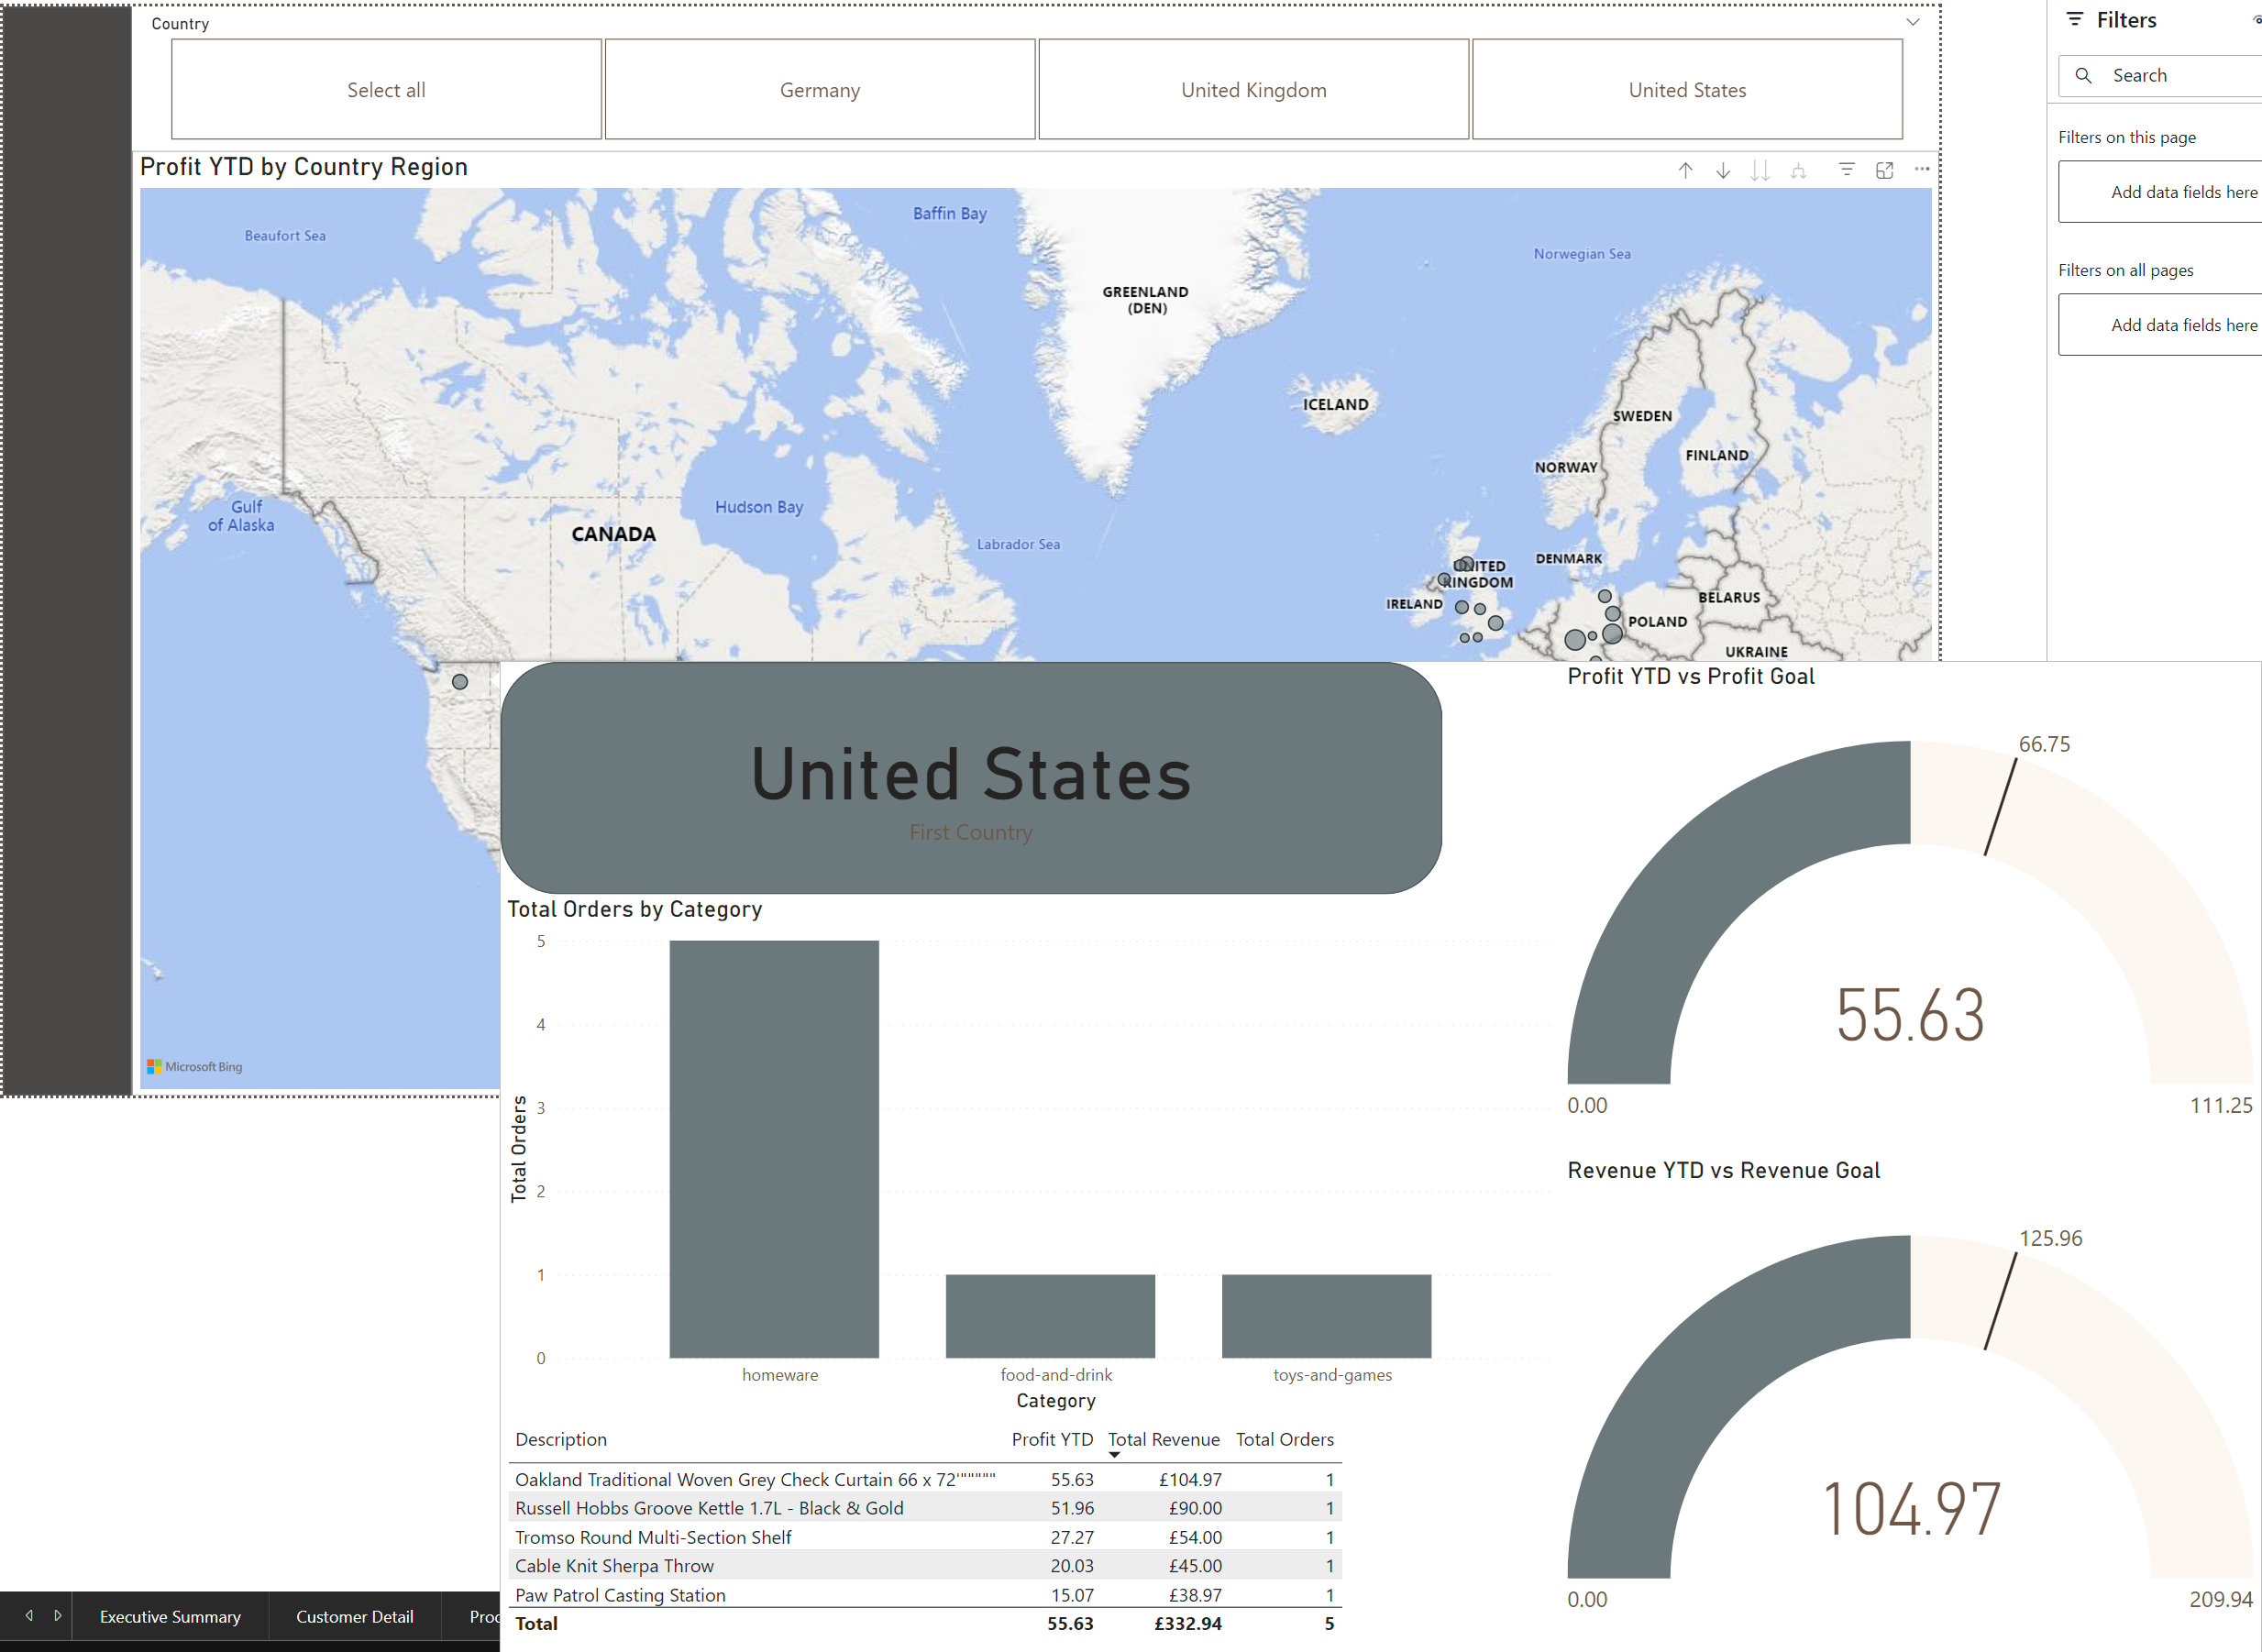 Country
Select all
Germany
United Kingdom
United States
Filters
Search
Filters on this page
Add data fields here
Filters on all pages
Add data fields here
Profit YTD by Country Region
Beaufort Sea
Baffin Bay
Norwegian Sea
GREENLAND
(DEN)
ICELAND
SWEDEN
FINLAND
NORWAY
Gulf
of Alaska
Hudson Bay
CANADA
Labrador Sea
DENMARK
UNITED
KINGDOM
IRELAND
BELARUS
POLAND
UKRAINE
Microsoft Bing
United States
First Country
Profit YTD vs Profit Goal
66.75
55.63
0.00
111.25
Total Orders by Category
5
4
3
2
1
0
Total Orders
homeware
food-and-drink
toys-and-games
Category
Revenue YTD vs Revenue Goal
125.96
104.97
0.00
209.94
Description Profit YTD Total Revenue Total Orders
Oakland Traditional Woven Grey Check Curtain 66 x 72'""""" 55.63 £104.97 1
Russell Hobbs Groove Kettle 1.7L - Black & Gold 51.96 £90.00 1
Tromso Round Multi-Section Shelf 27.27 £54.00 1
Cable Knit Sherpa Throw 20.03 £45.00 1
Paw Patrol Casting Station 15.07 £38.97 1
Total 55.63 £332.94 5
Executive Summary
Customer Detail